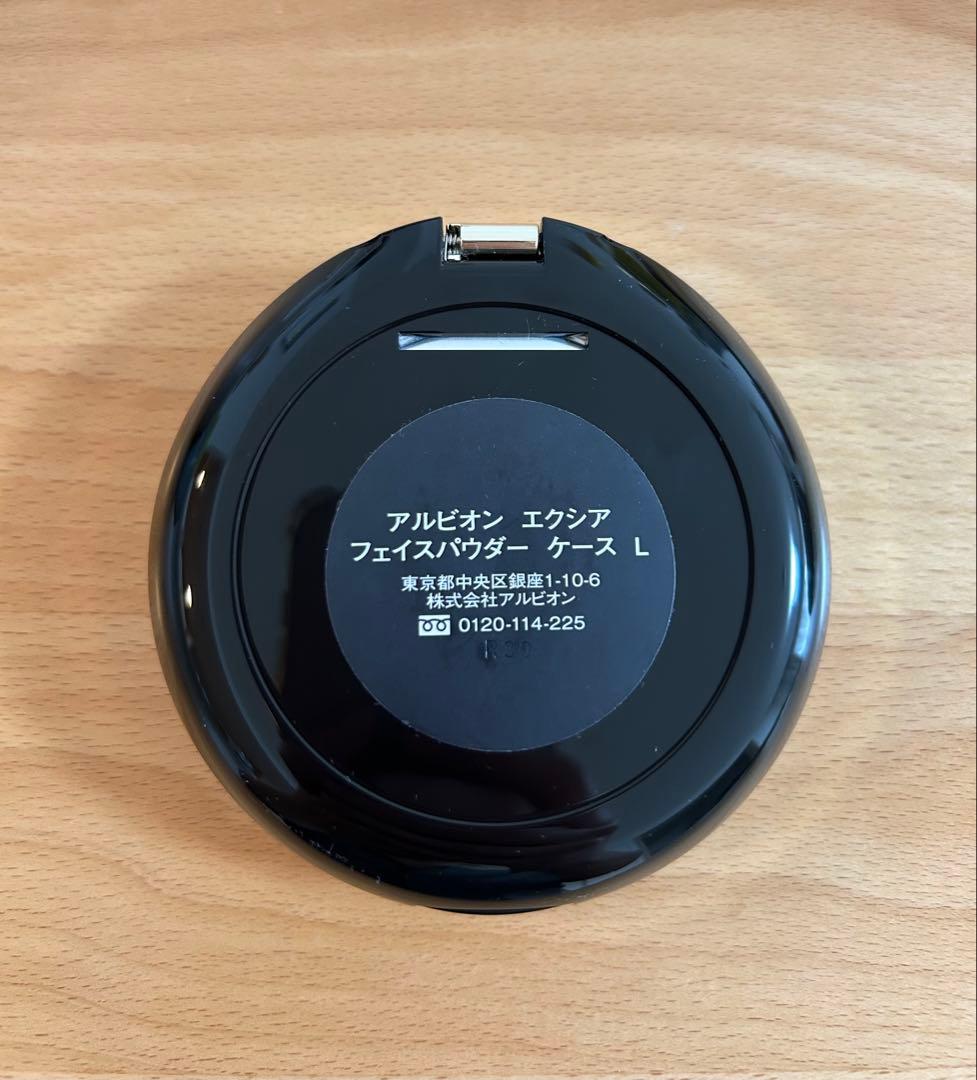 アルビオン エクシア
フェイスパウダー ケース L
東京都中央区銀座1-10-6
株式会社アルビオン
0120-114-225